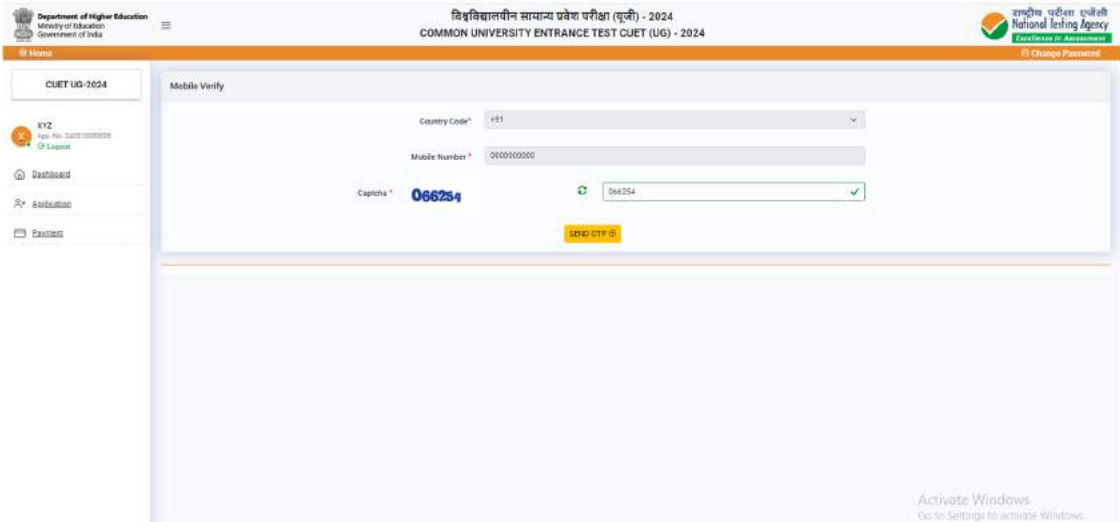 Department of Higher Education
Ministry of Education
Government of India
विश्वविद्यालयीन सामान्य प्रवेश परीक्षा (यूजी) - 2024
COMMON UNIVERSITY ENTRANCE TEST CUET (UG) - 2024
राष्ट्रीय परीक्षा एजेंसी
National Testing Agency
Excellence in Assessment
Home
Change Password
CUET UG-2024
XYZ
App. No.
Logout
Dashboard
Application
Payment
Mobile Verify
Country Code*
+91
Mobile Number *
0000000000
Captcha *
066254
066254
SEND OTP
Activate Windows
Go to Settings to activate Windows.